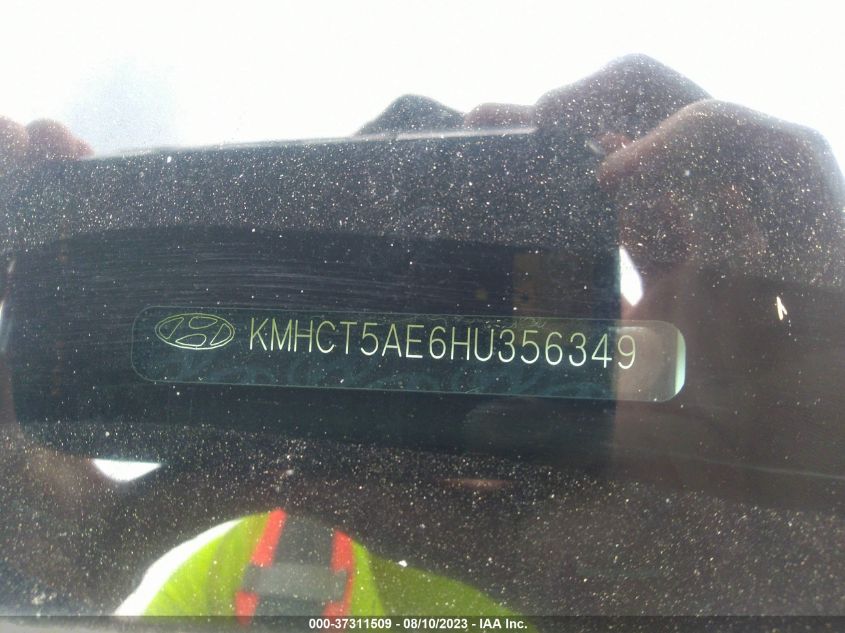 KMHCT5AE6HU356349
000-37311509 - 08/10/2023 - IAA Inc.